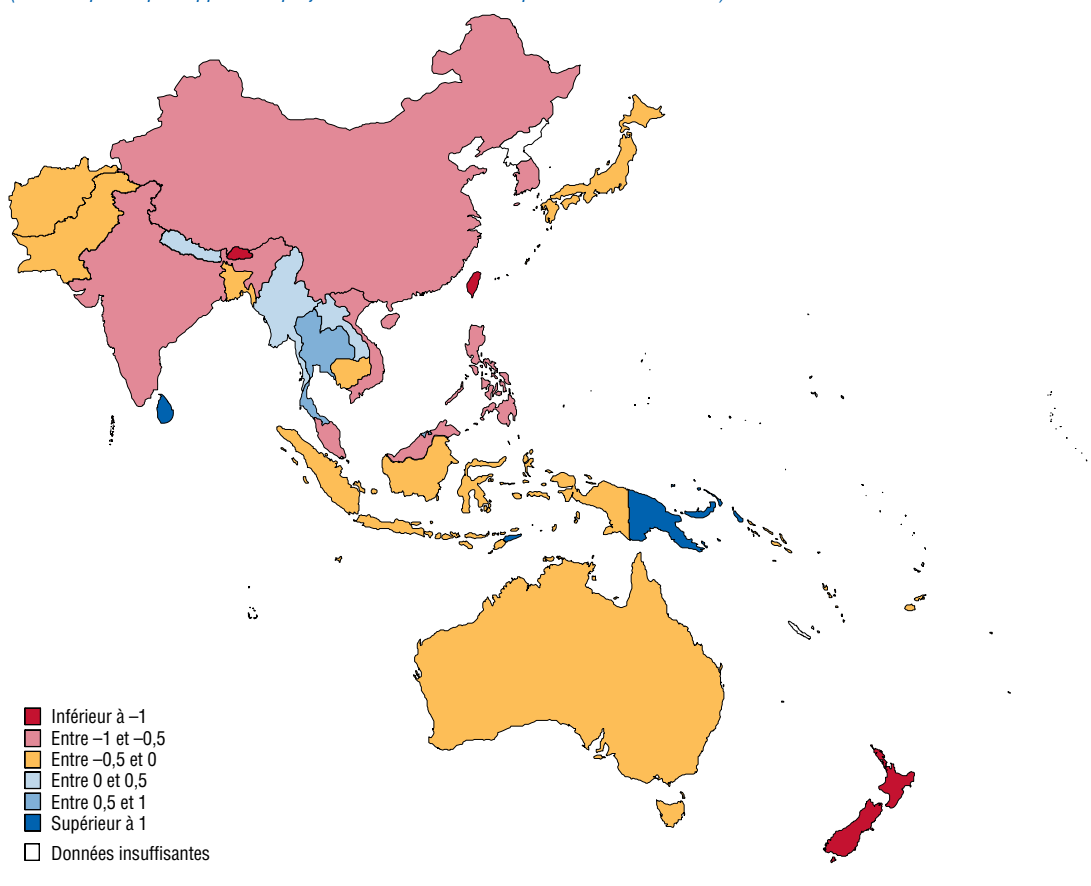 Inférieur à –1
Entre –1 et –0,5
Entre –0,5 et 0
Entre 0 et 0,5
Entre 0,5 et 1
Supérieur à 1
Données insuffisantes